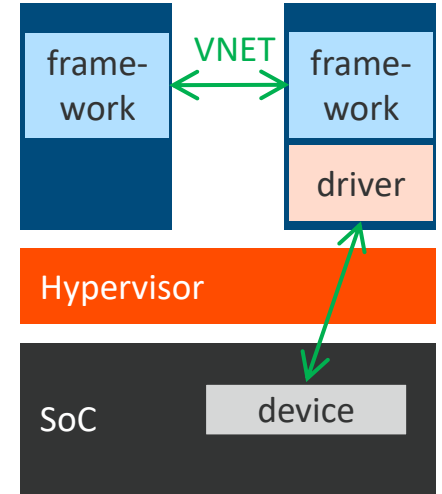 frame-
work
VNET
frame-
work
driver
Hypervisor
SoC
device